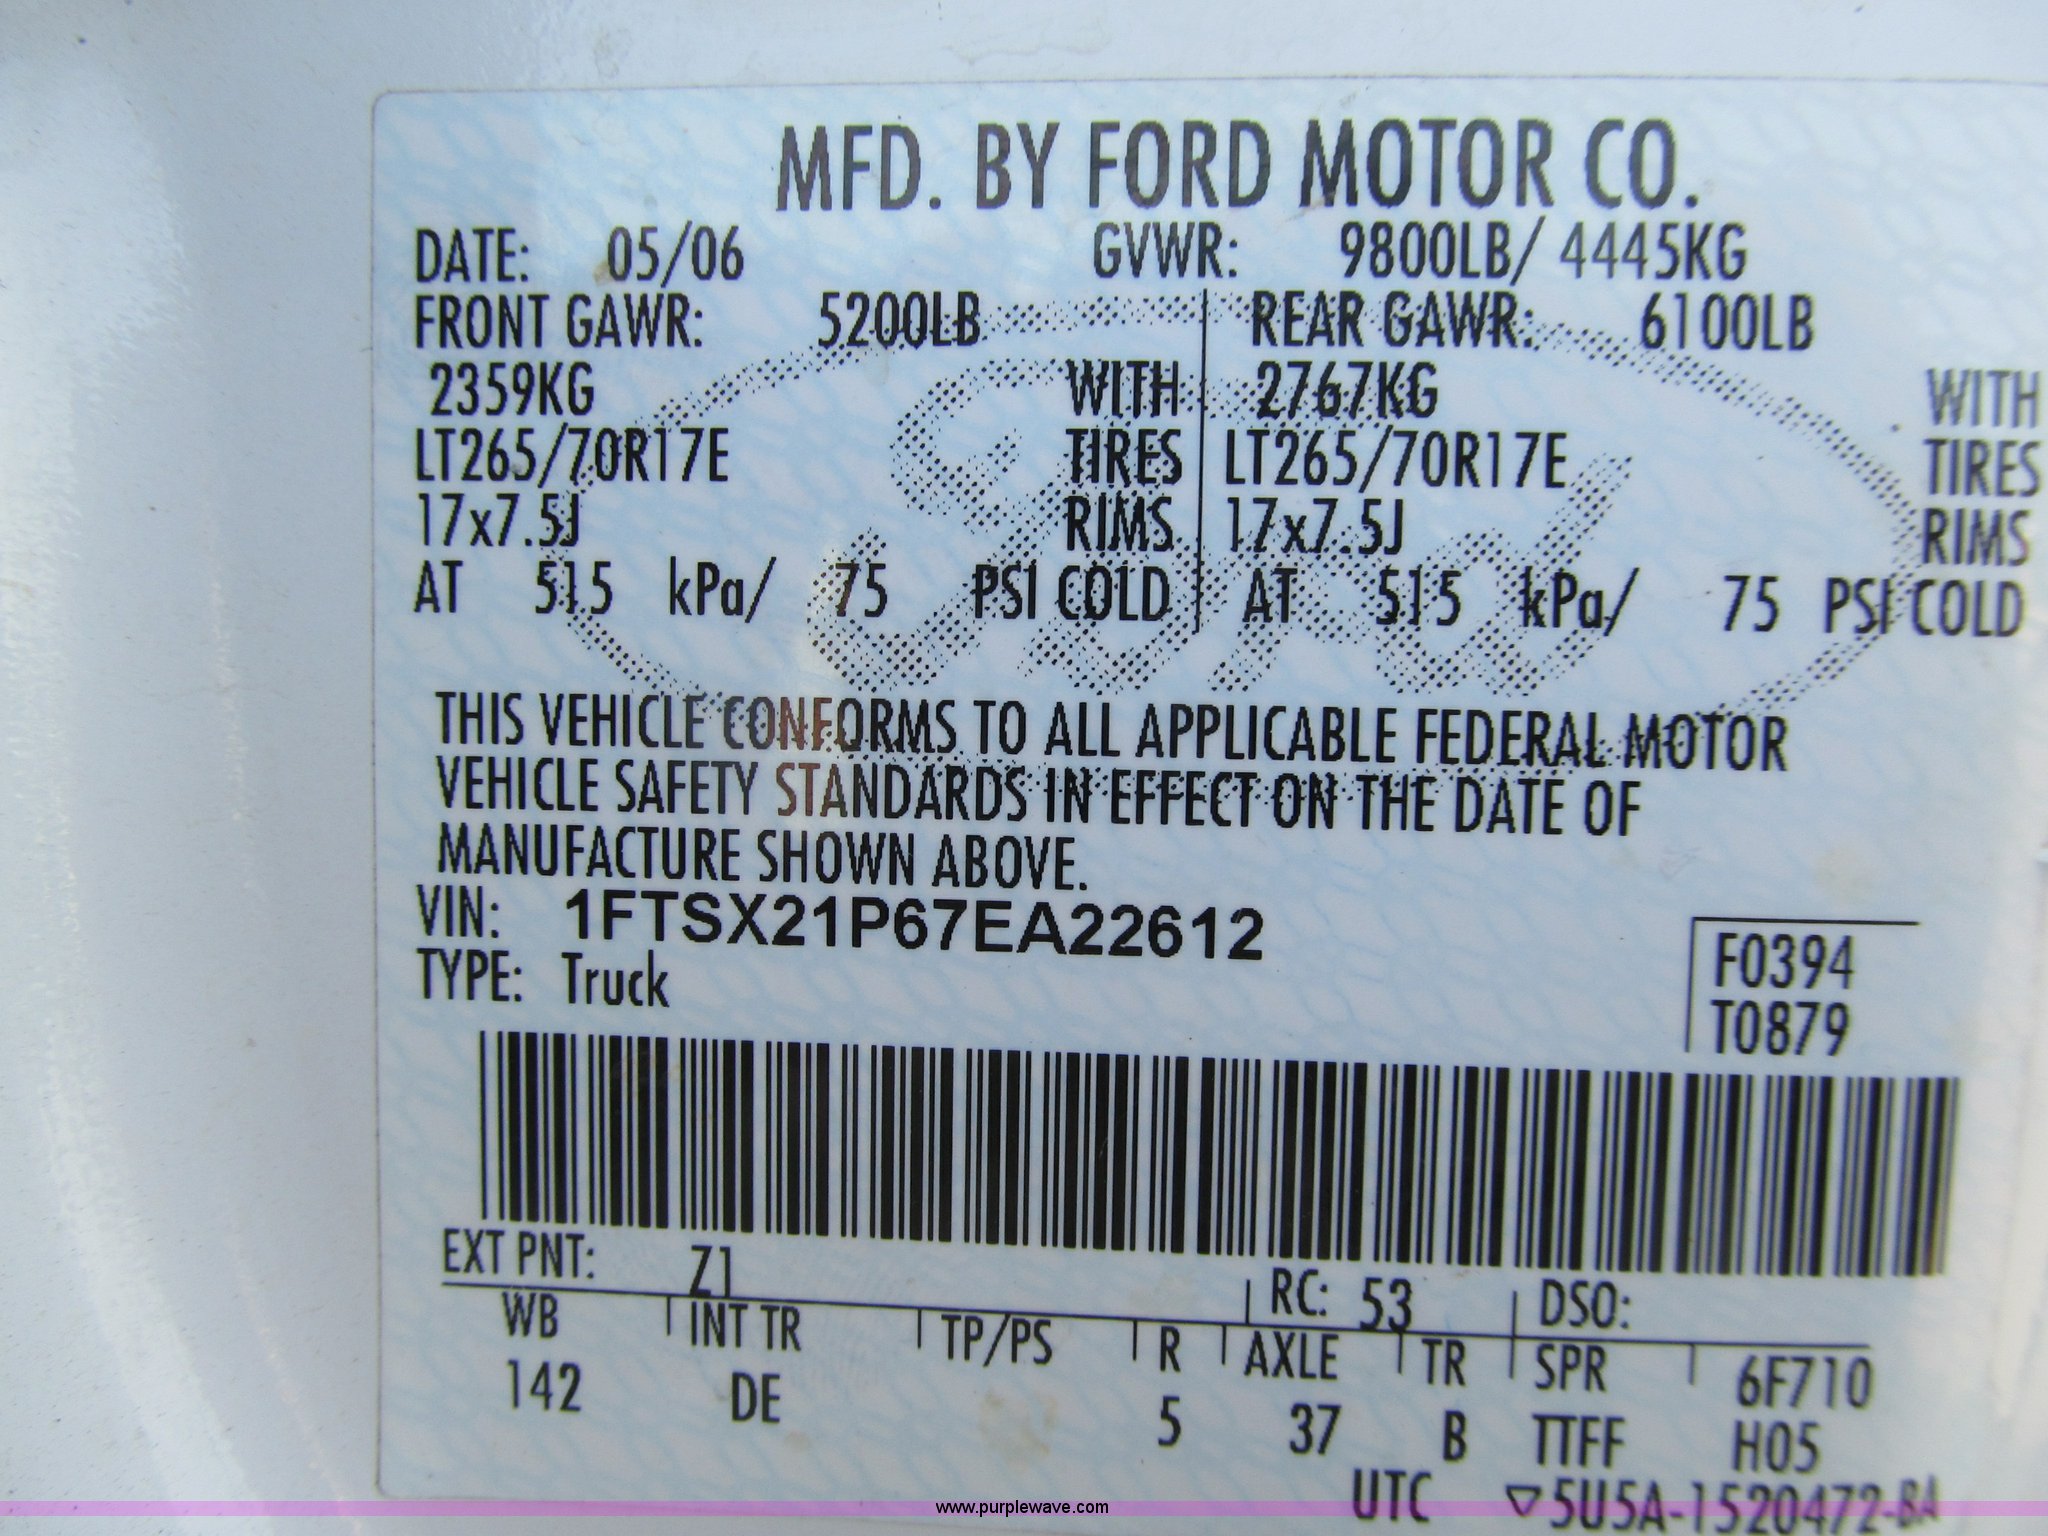 MFD. BY FORD MOTOR CO.
DATE: 05/06 GVWR: 9800LB/ 4445KG
FRONT GAWR: 5200LB REAR GAWR: 6100LB
2359KG WITH 2767KG WITH
LT265/70R17E TIRES LT265/70R17E TIRES
17x7.5J RIMS 17x7.5J RIMS
AT 515 kPa/ 75 PSI COLD AT 515 kPa/ 75 PSI COLD
Ford
THIS VEHICLE CONFORMS TO ALL APPLICABLE FEDERAL MOTOR
VEHICLE SAFETY STANDARDS IN EFFECT ON THE DATE OF
MANUFACTURE SHOWN ABOVE.
VIN: 1FTSX21P67EA22612
TYPE: Truck
F0394
T0879
EXT PNT: Z1 RC: 53 DSO:
WB INT TR TP/PS R AXLE TR SPR 6F710
142 DE 5 37 B TTFF H05
UTC ▽5U5A-1520472-BA
www.purplewave.com